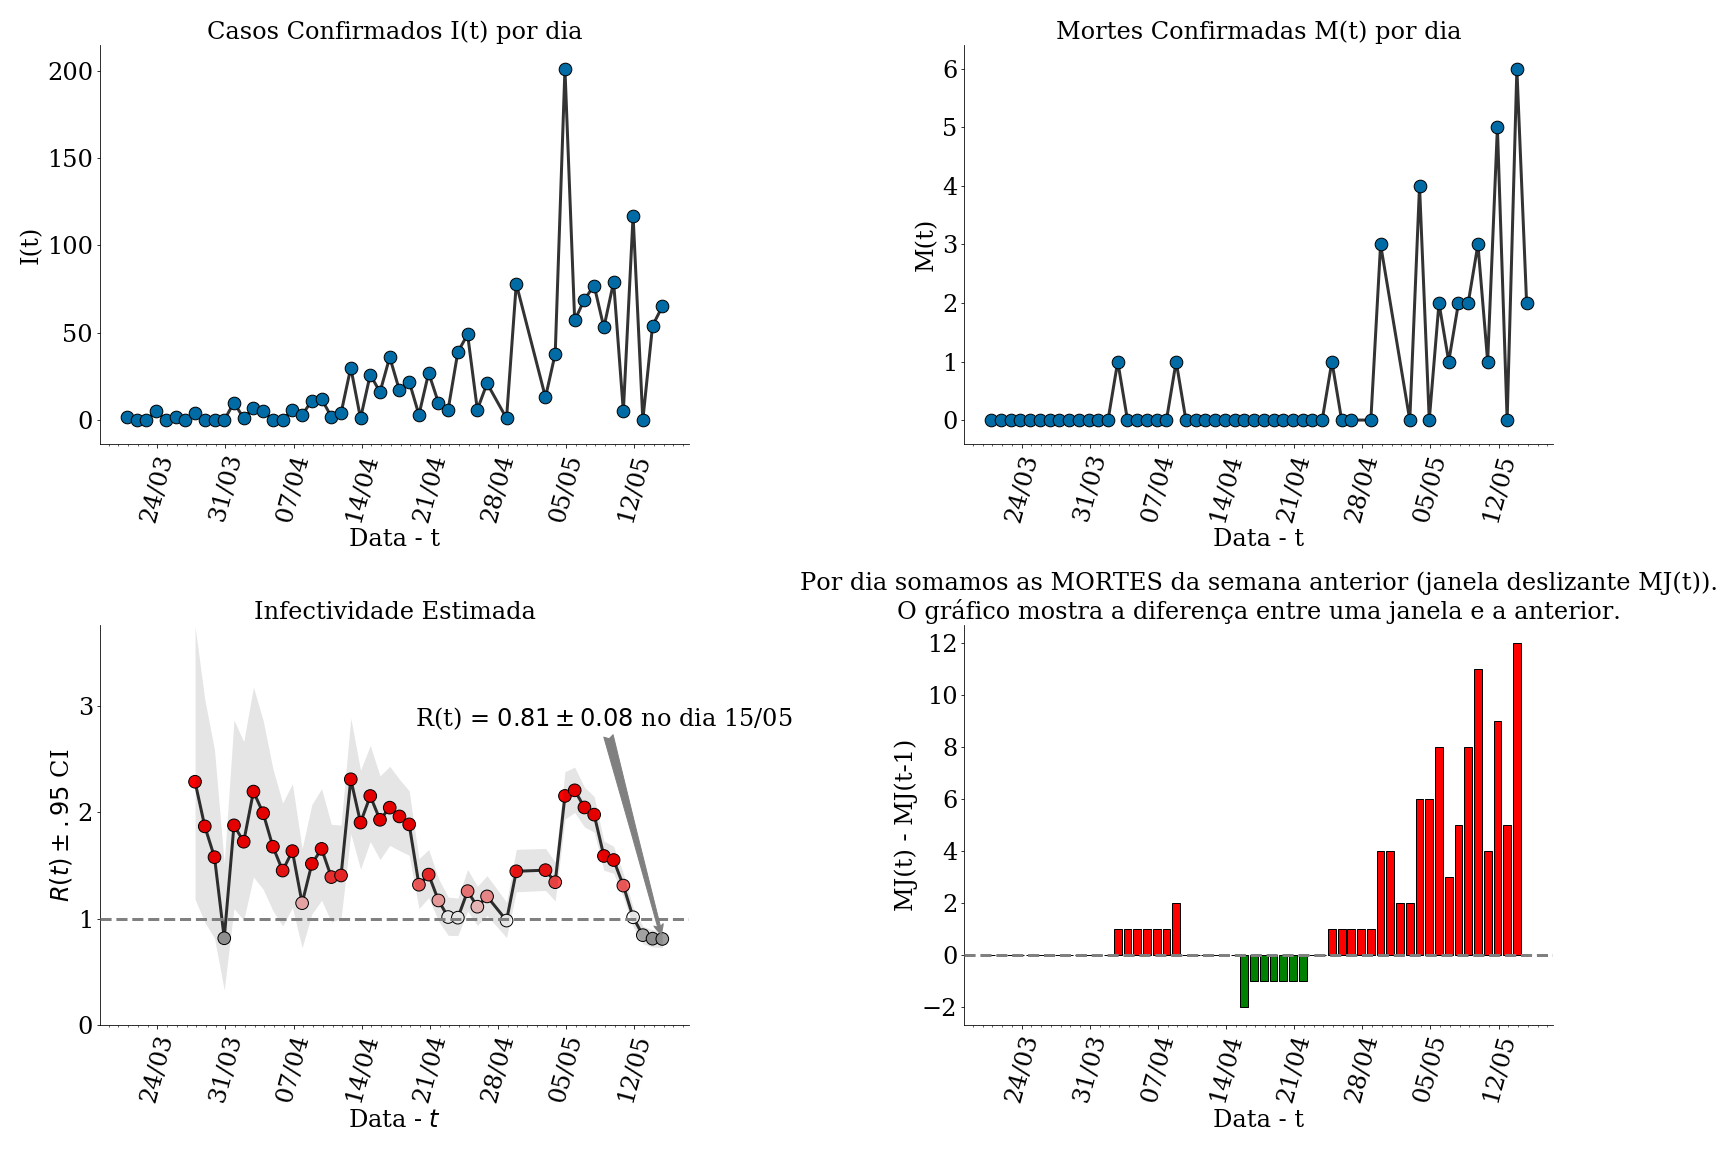 Casos Confirmados I(t) por dia
200
150
100
50
0
I(t)
24/03 31/03 07/04 14/04 21/04 28/04 05/05 12/05
Data - t
Mortes Confirmadas M(t) por dia
6
5
4
3
2
1
0
M(t)
24/03 31/03 07/04 14/04 21/04 28/04 05/05 12/05
Data - t
Infectividade Estimada
3
2
1
0
R(t) ± .95 CI
R(t) = 0.81 ± 0.08 no dia 15/05
24/03 31/03 07/04 14/04 21/04 28/04 05/05 12/05
Data - t
Por dia somamos as MORTES da semana anterior (janela deslizante MJ(t)).
O gráfico mostra a diferença entre uma janela e a anterior.
12
10
8
6
4
2
0
−2
MJ(t) - MJ(t-1)
24/03 31/03 07/04 14/04 21/04 28/04 05/05 12/05
Data - t